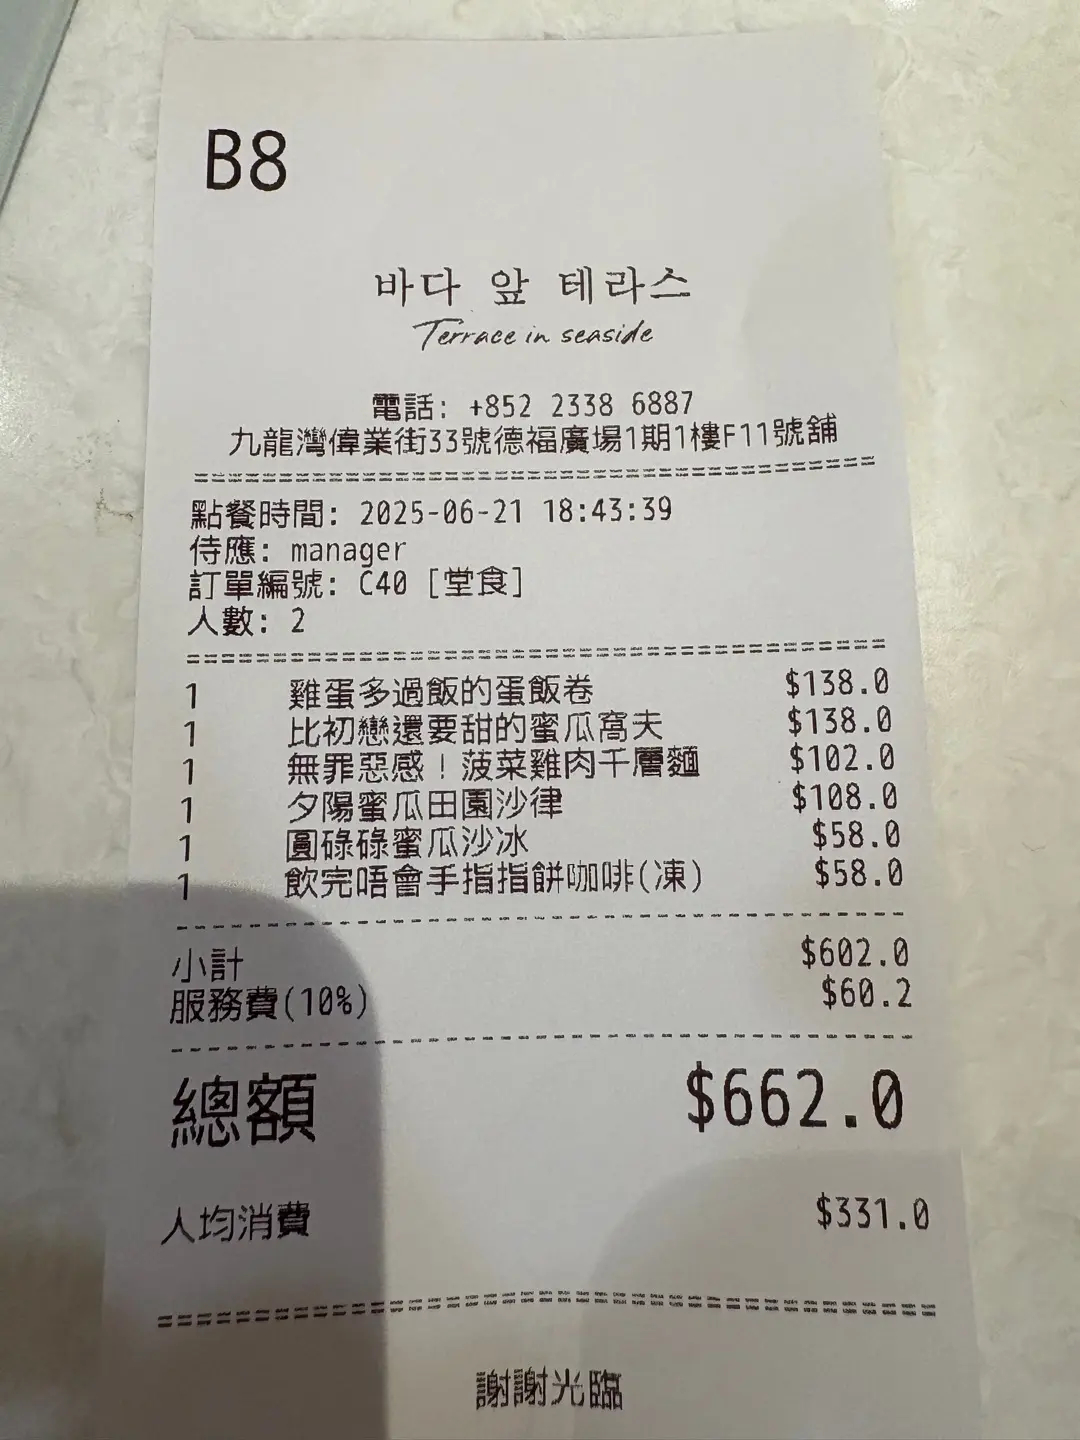 B8
바다 앞 테라스
Terrace in seaside
電話: +852 2338 6887
九龍灣偉業街33號德福廣場1期1樓F11號舖
點餐時間: 2025-06-21 18:43:39
侍應: manager
訂單編號: C40 [堂食]
人數: 2
1 雞蛋多過飯的蛋飯卷 $138.0
1 比初戀還要甜的蜜瓜窩夫 $138.0
1 無罪惡感！菠菜雞肉千層麵 $102.0
1 夕陽蜜瓜田園沙律 $108.0
1 圓碌碌蜜瓜沙冰 $58.0
1 飲完唔會手指指餅咖啡(凍) $58.0
小計 $602.0
服務費(10%) $60.2
總額 $662.0
人均消費 $331.0
謝謝光臨